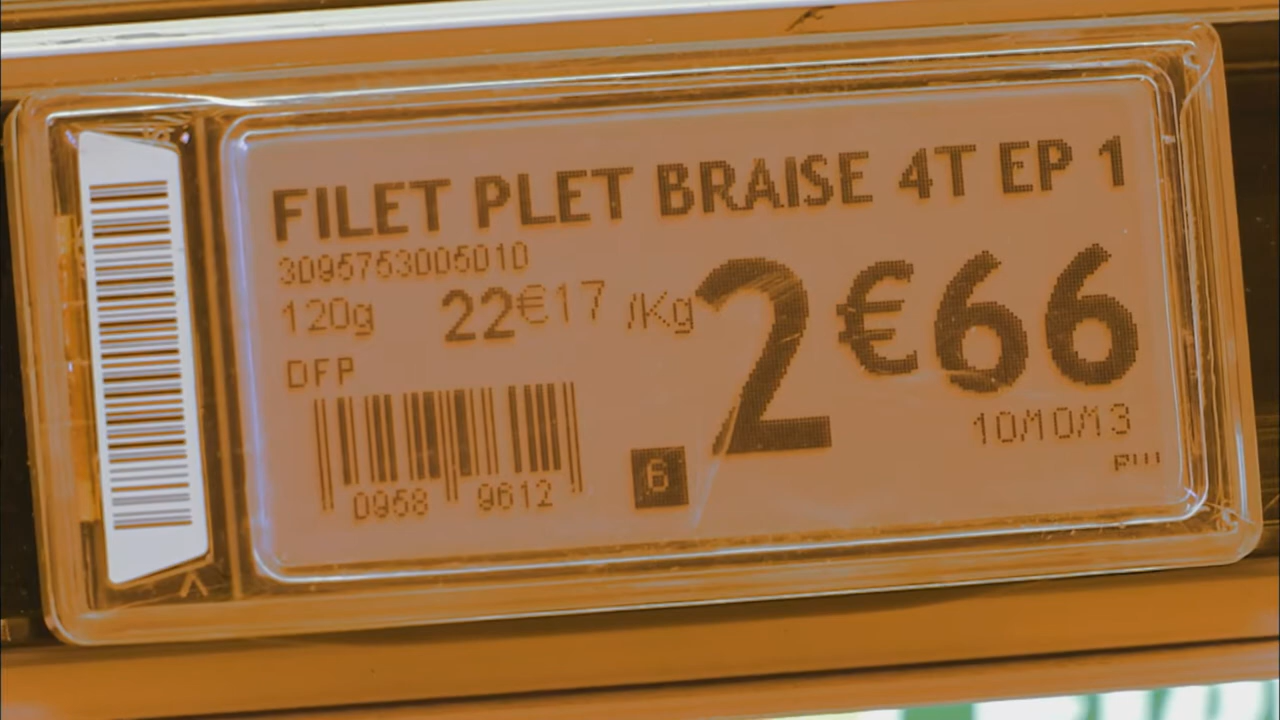 FILET PLET BRAISE 4T EP 1
3095753005010
120g 22€17 /Kg 2€66
DFP
10/10/13
0958 9612 6